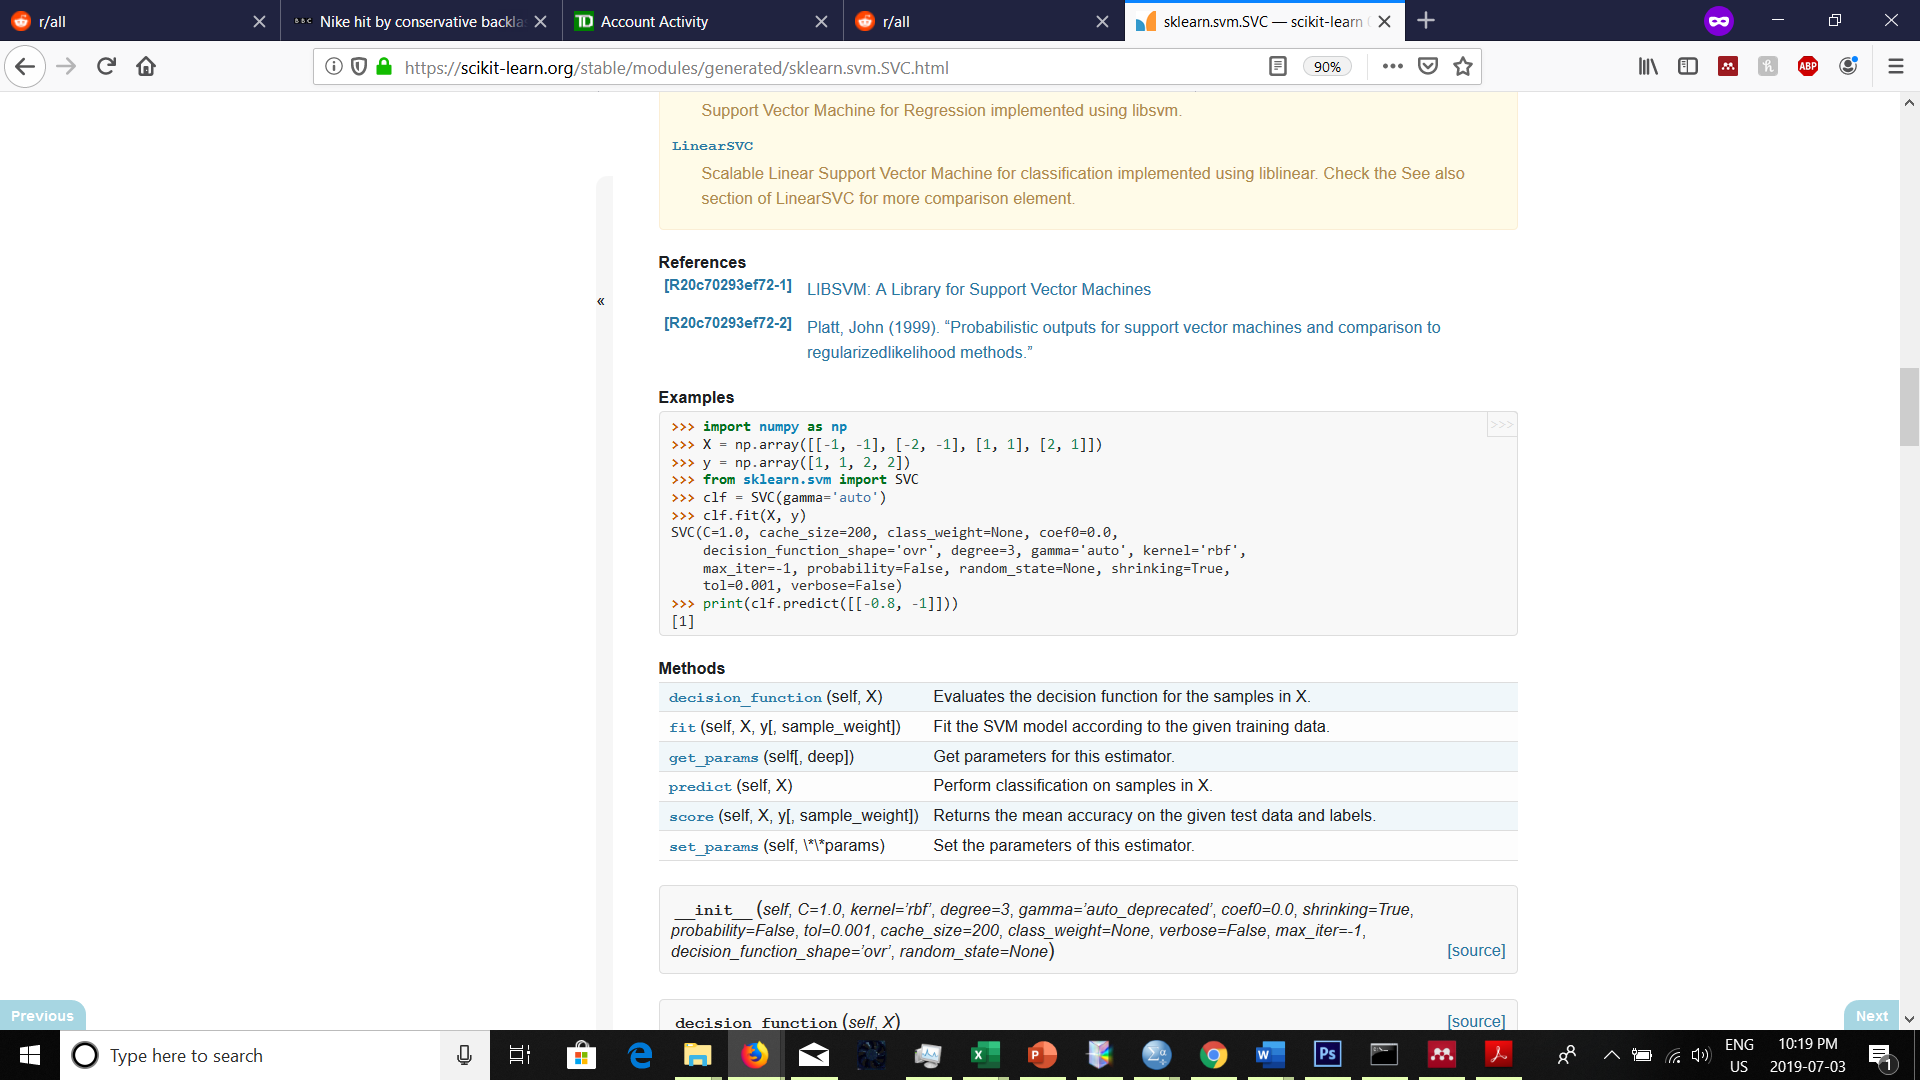 r/all
BBC Nike hit by conservative backla
TD Account Activity
r/all
sklearn.svm.SVC — scikit-learn
https://scikit-learn.org/stable/modules/generated/sklearn.svm.SVC.html
90%
ABP
Support Vector Machine for Regression implemented using libsvm.
LinearSVC
Scalable Linear Support Vector Machine for classification implemented using liblinear. Check the See also
section of LinearSVC for more comparison element.
«
References
[R20c70293ef72-1] LIBSVM: A Library for Support Vector Machines
[R20c70293ef72-2] Platt, John (1999). “Probabilistic outputs for support vector machines and comparison to
regularizedlikelihood methods.”
Examples
>>>
>>> import numpy as np
>>> X = np.array([[-1, -1], [-2, -1], [1, 1], [2, 1]])
>>> y = np.array([1, 1, 2, 2])
>>> from sklearn.svm import SVC
>>> clf = SVC(gamma='auto')
>>> clf.fit(X, y)
SVC(C=1.0, cache_size=200, class_weight=None, coef0=0.0,
decision_function_shape='ovr', degree=3, gamma='auto', kernel='rbf',
max_iter=-1, probability=False, random_state=None, shrinking=True,
tol=0.001, verbose=False)
>>> print(clf.predict([[-0.8, -1]]))
[1]
Methods
decision_function (self, X) Evaluates the decision function for the samples in X.
fit (self, X, y[, sample_weight]) Fit the SVM model according to the given training data.
get_params (self[, deep]) Get parameters for this estimator.
predict (self, X) Perform classification on samples in X.
score (self, X, y[, sample_weight]) Returns the mean accuracy on the given test data and labels.
set_params (self, \*\*params) Set the parameters of this estimator.
__init__ (self, C=1.0, kernel=’rbf’, degree=3, gamma=’auto_deprecated’, coef0=0.0, shrinking=True,
probability=False, tol=0.001, cache_size=200, class_weight=None, verbose=False, max_iter=-1,
decision_function_shape=’ovr’, random_state=None) [source]
decision_function (self, X) [source]
Previous
Next
Type here to search
Ps
ENG
US
10:19 PM
2019-07-03
1